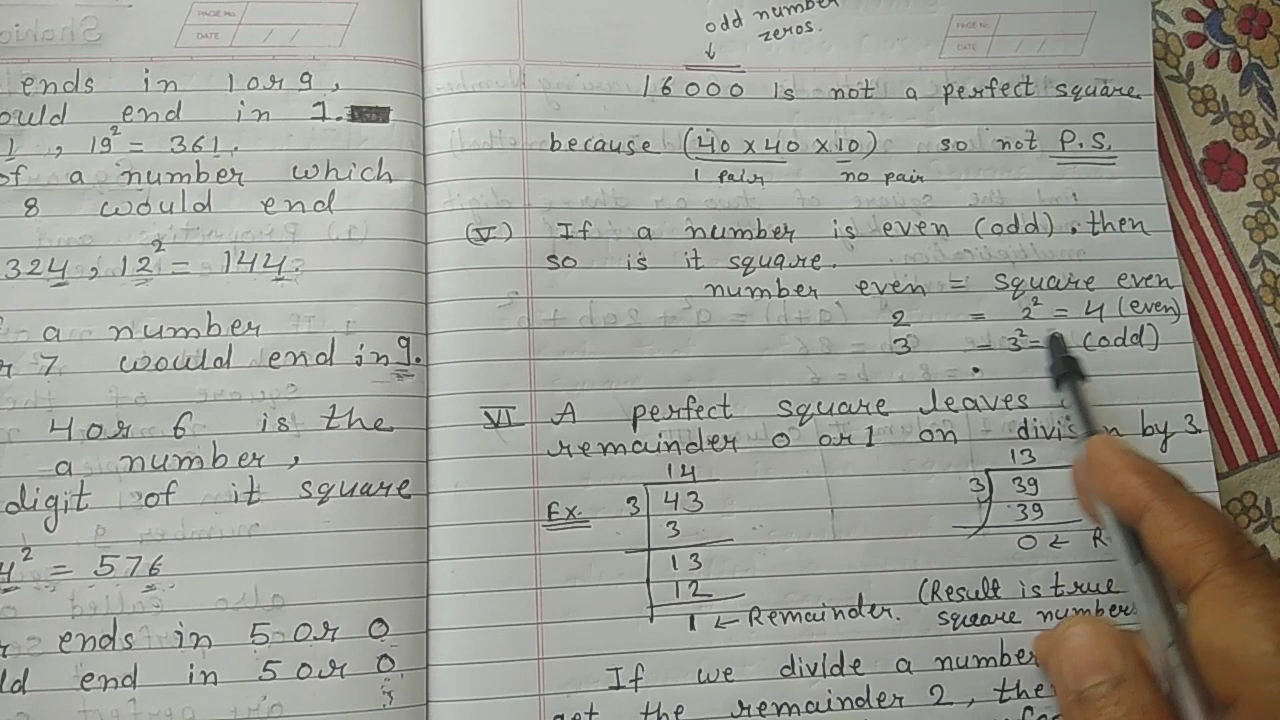 PAGE No.
DATE / /
ends in 1 or 9,
ould end in 1.
1, 19² = 361.
of a number which
8 would end
324, 12² = 144.
a number
r 7 would end in 9.
4 or 6 is the
a number,
digit of it square
4² = 576
ends in 5 or 0
ld end in 5 or 0
odd number
zeros.
↓
PAGE No.
DATE / /
16000 is not a perfect square
because (40 x 40 x 10) so not P.S.
1 pair no pair
(V) If a number is even (odd), then
so is it square.
number even = square even
2 = 2² = 4 (even)
3 - 3² = (odd)
VI A perfect square leaves
remainder 0 or 1 on divisi n by 3.
Ex. 14
3 43
3
13
12
1 ← Remainder.
13
3 39
39
0 ← R
(Result is true
square numbers
If we divide a number
get the remainder 2, the